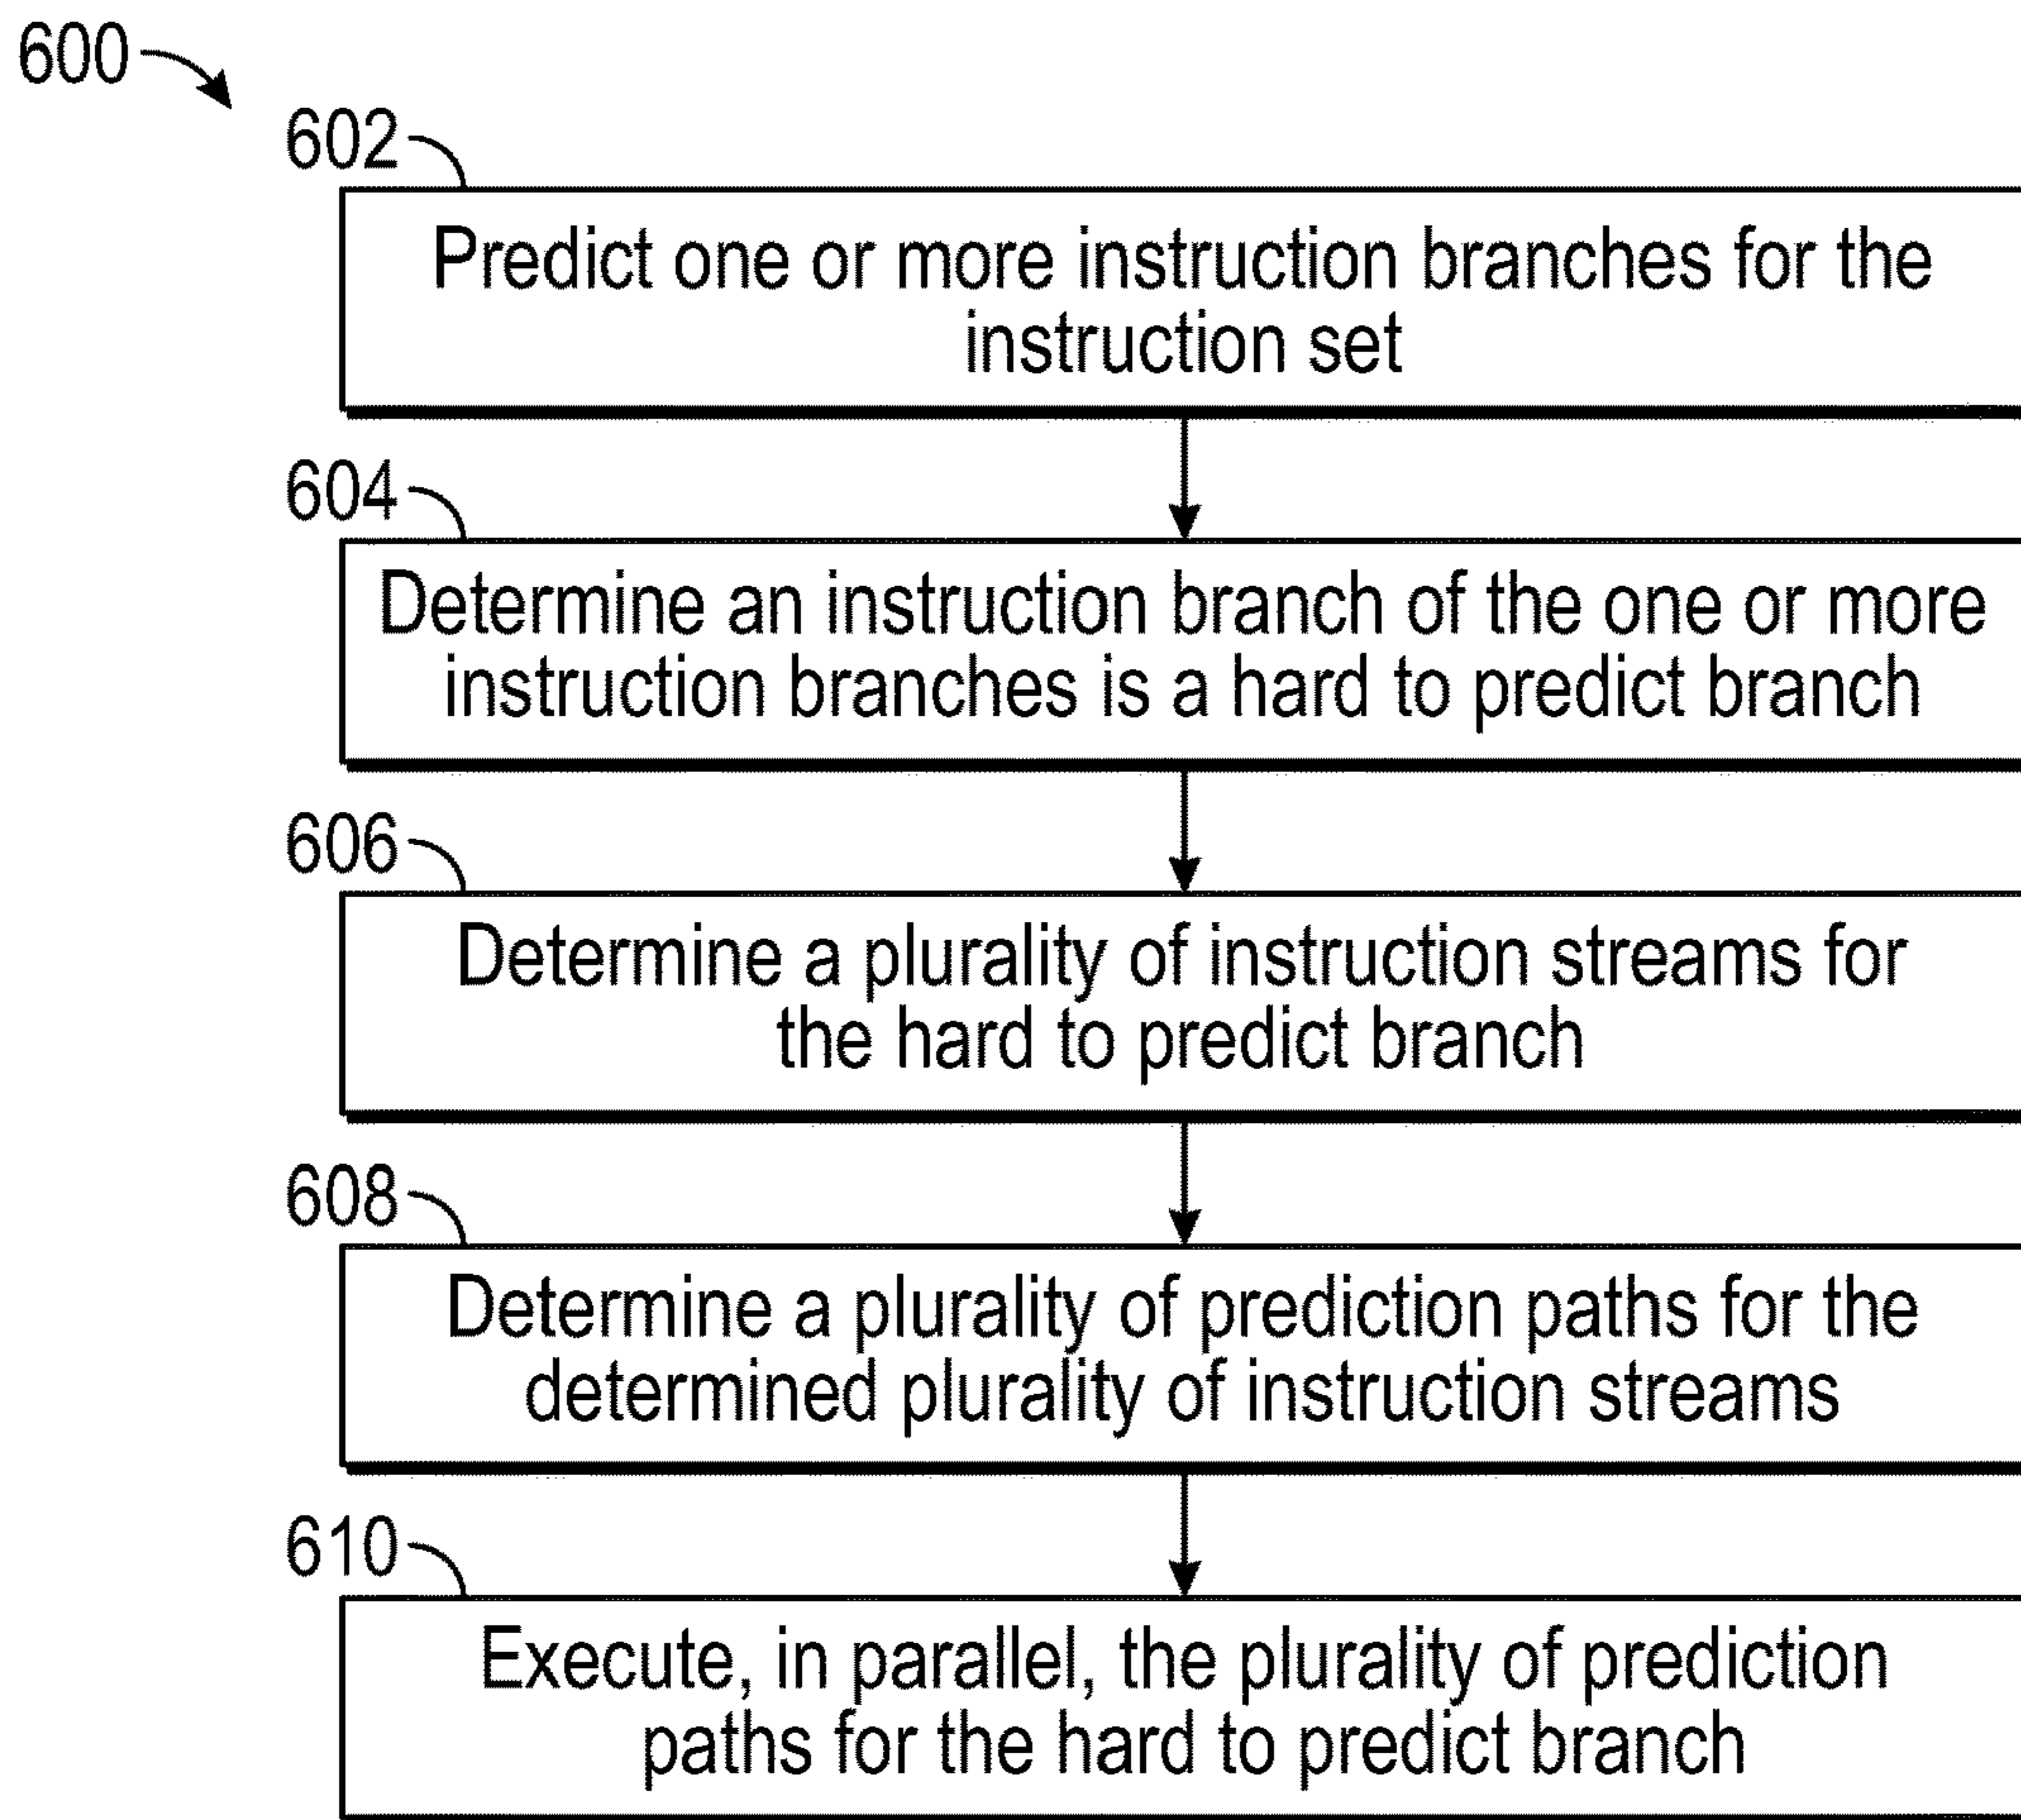 600
602
Predict one or more instruction branches for the
instruction set
604
Determine an instruction branch of the one or more
instruction branches is a hard to predict branch
606
Determine a plurality of instruction streams for
the hard to predict branch
608
Determine a plurality of prediction paths for the
determined plurality of instruction streams
610
Execute, in parallel, the plurality of prediction
paths for the hard to predict branch